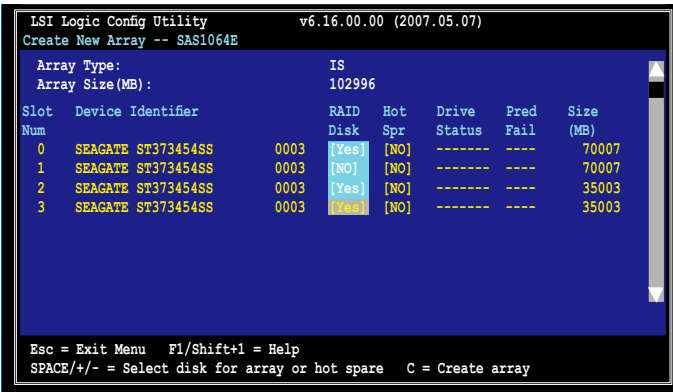 LSI Logic Config Utility v6.16.00.00 (2007.05.07)
Create New Array -- SAS1064E
Array Type: IS
Array Size(MB): 102996
Slot Device Identifier RAID Hot Drive Pred Size
Num Disk Spr Status Fail (MB)
0 SEAGATE ST373454SS 0003 [Yes] [NO] ------- ---- 70007
1 SEAGATE ST373454SS 0003 [NO] [NO] ------- ---- 70007
2 SEAGATE ST373454SS 0003 [Yes] [NO] ------- ---- 35003
3 SEAGATE ST373454SS 0003 [Yes] [NO] ------- ---- 35003
Esc = Exit Menu F1/Shift+1 = Help
SPACE/+/- = Select disk for array or hot spare C = Create array